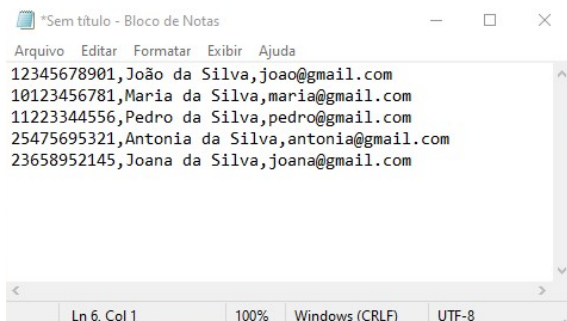 *Sem título - Bloco de Notas
Arquivo Editar Formatar Exibir Ajuda
12345678901,João da Silva,joao@gmail.com
10123456781,Maria da Silva,maria@gmail.com
11223344556,Pedro da Silva,pedro@gmail.com
25475695321,Antonia da Silva,antonia@gmail.com
23658952145,Joana da Silva,joana@gmail.com
Ln 6, Col 1 100% Windows (CRLF) UTF-8